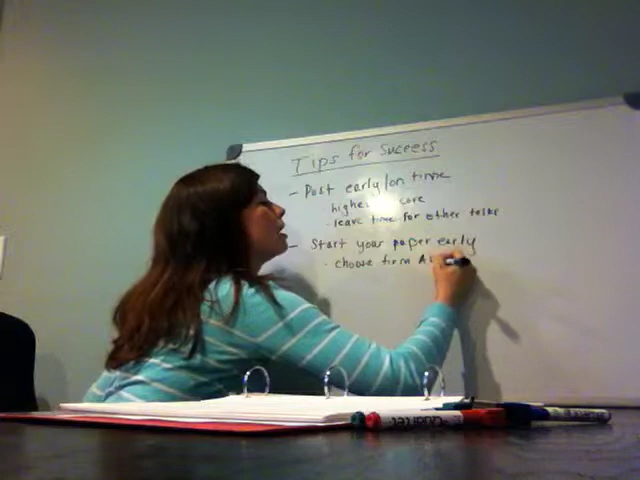 Tips for Success
- Post early/on time
· higher score
· leave time for other tasks
- Start your paper early
· choose from A
Quartet